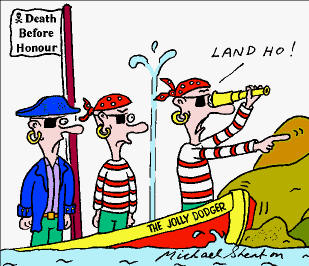 Death
Before
Honour
LAND HO!
THE JOLLY DODGER
Michael Shenton